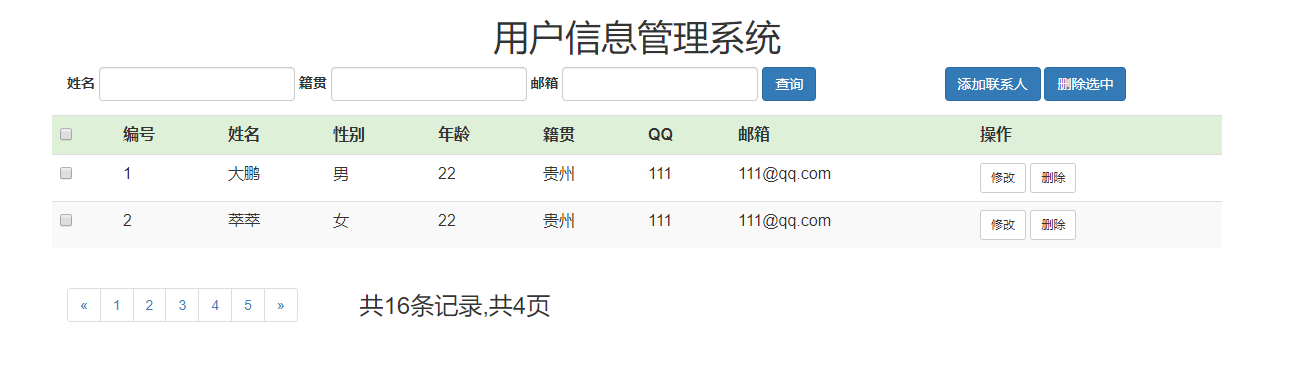 用户信息管理系统
姓名 籍贯 邮箱 查询 添加联系人 删除选中
编号 姓名 性别 年龄 籍贯 QQ 邮箱 操作
1 大鹏 男 22 贵州 111 111@qq.com 修改 删除
2 萃萃 女 22 贵州 111 111@qq.com 修改 删除
« 1 2 3 4 5 » 共16条记录,共4页